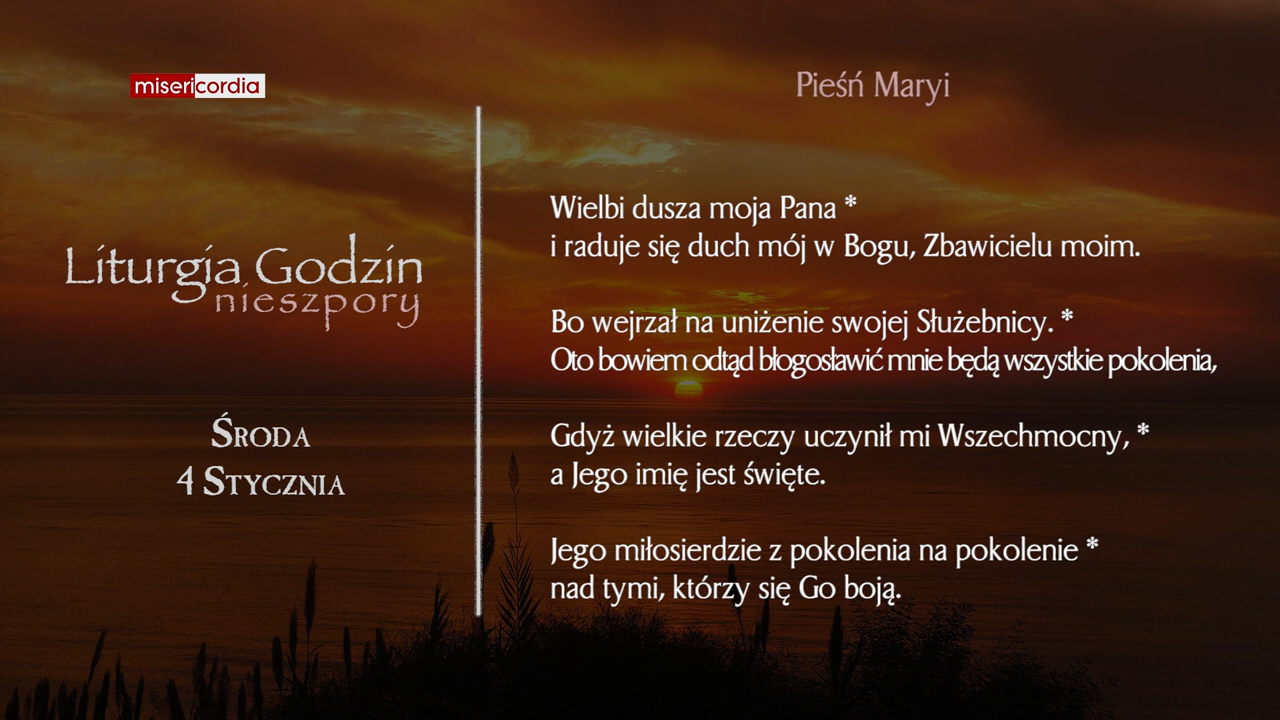 misericordia
Liturgia Godzin
nieszpory
Środa
4 Stycznia
Pieśń Maryi
Wielbi dusza moja Pana *
i raduje się duch mój w Bogu, Zbawicielu moim.
Bo wejrzał na uniżenie swojej Służebnicy. *
Oto bowiem odtąd błogosławić mnie będą wszystkie pokolenia,
Gdyż wielkie rzeczy uczynił mi Wszechmocny, *
a Jego imię jest święte.
Jego miłosierdzie z pokolenia na pokolenie *
nad tymi, którzy się Go boją.